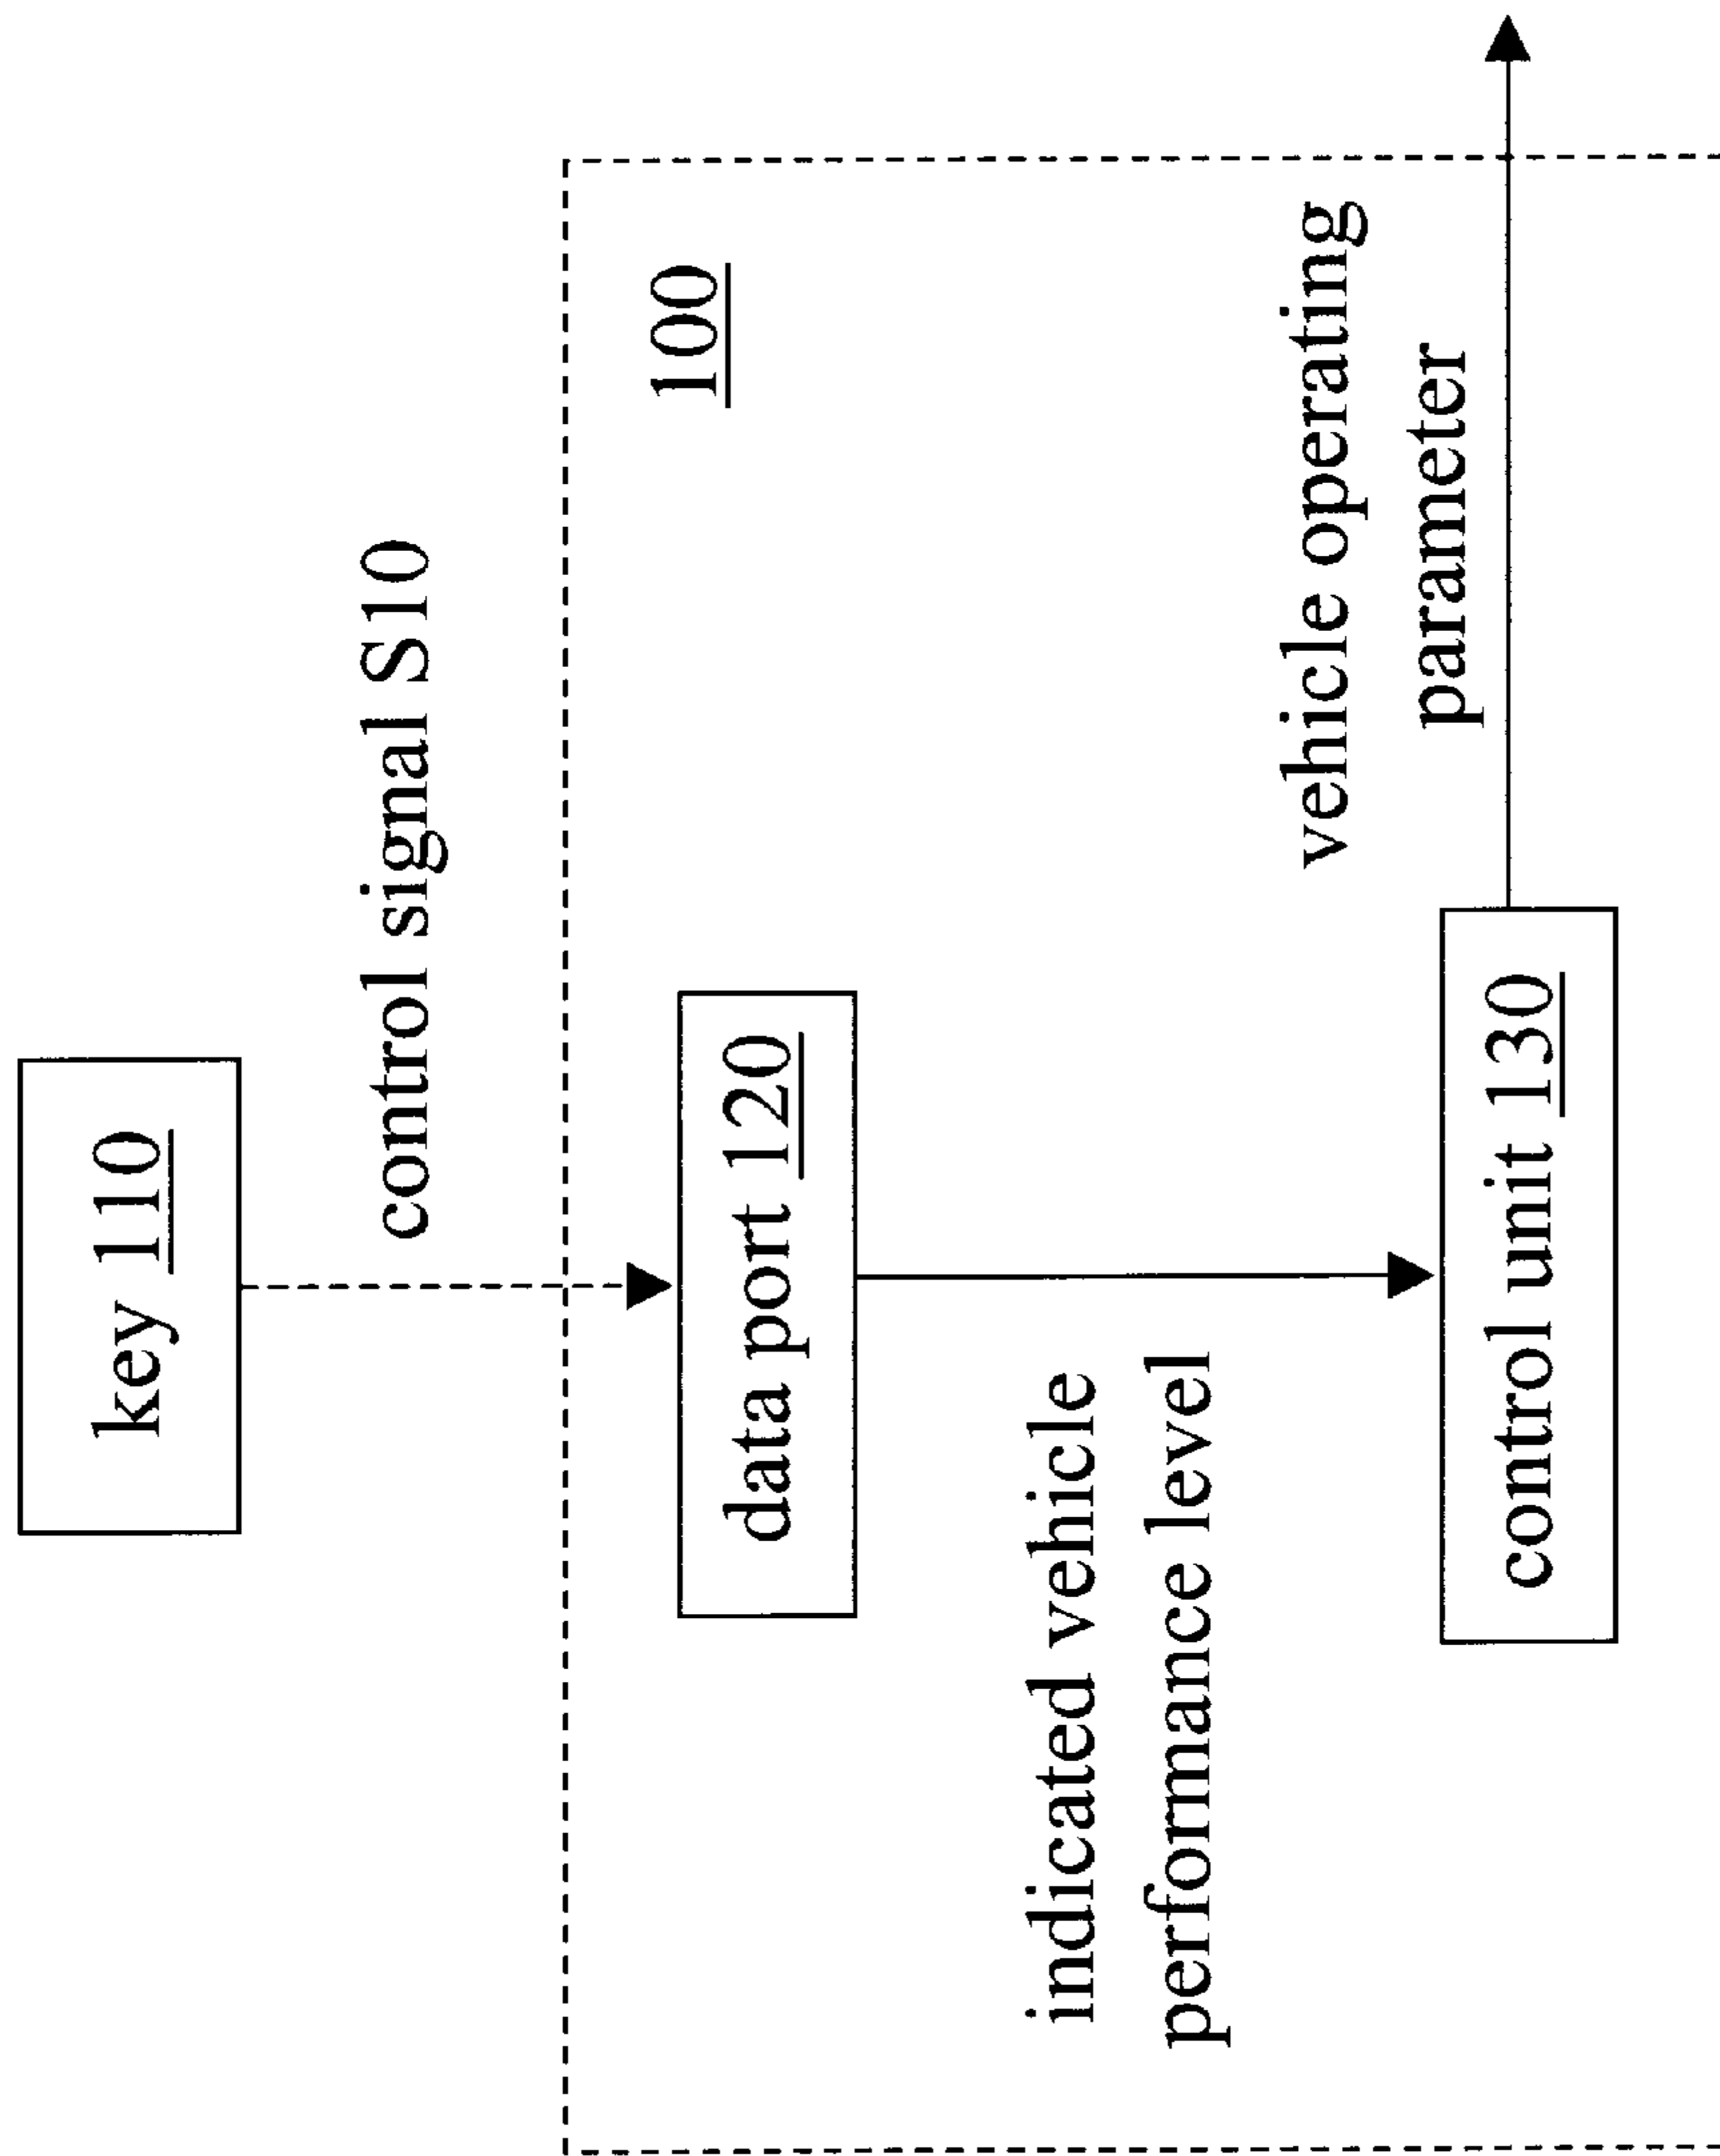 key 110
control signal S10
100
data port 120
indicated vehicle
performance level
vehicle operating
parameter
control unit 130